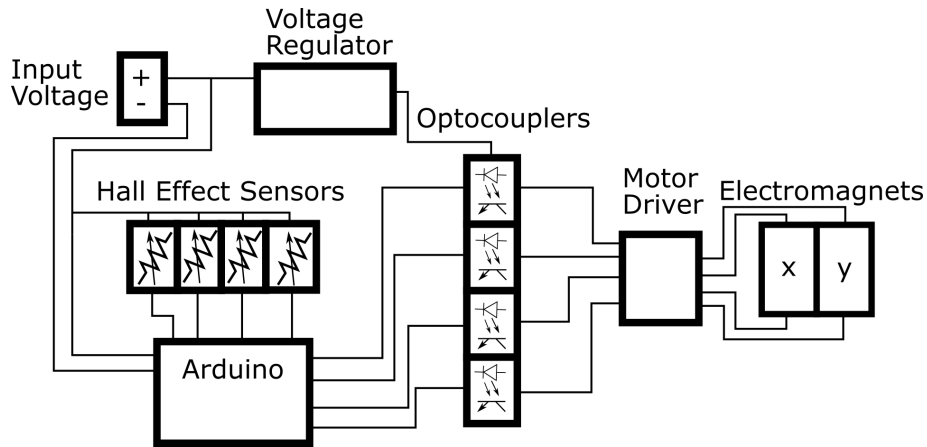 Voltage
Regulator
Input
Voltage
+
-
Optocouplers
Hall Effect Sensors
Motor
Driver
Electromagnets
x
y
Arduino